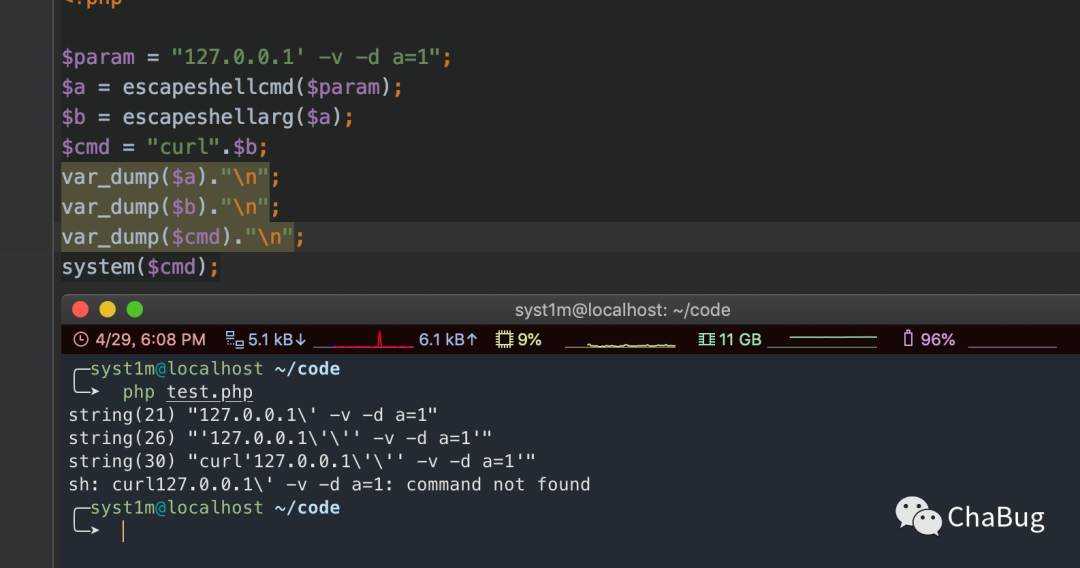 <?php
$param = "127.0.0.1' -v -d a=1";
$a = escapeshellcmd($param);
$b = escapeshellarg($a);
$cmd = "curl".$b;
var_dump($a)."\n";
var_dump($b)."\n";
var_dump($cmd)."\n";
system($cmd);
syst1m@localhost: ~/code
4/29, 6:08 PM 5.1 kB↓ 6.1 kB↑ 9% 11 GB 96%
syst1m@localhost ~/code
php test.php
string(21) "127.0.0.1\' -v -d a=1"
string(26) "'127.0.0.1\'\'' -v -d a=1'"
string(30) "curl'127.0.0.1\'\'' -v -d a=1'"
sh: curl127.0.0.1\' -v -d a=1: command not found
syst1m@localhost ~/code
ChaBug